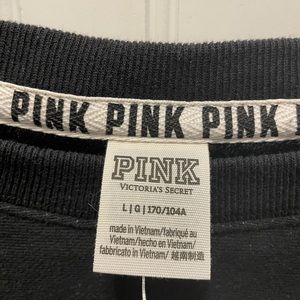 PINK PINK PINK P
PINK
VICTORIA'S SECRET
L | G | 170/104A
made in Vietnam/fabriqué au
Vietnam/hecho en Vietnam/
fabbricato in Vietnam/ 越南制造